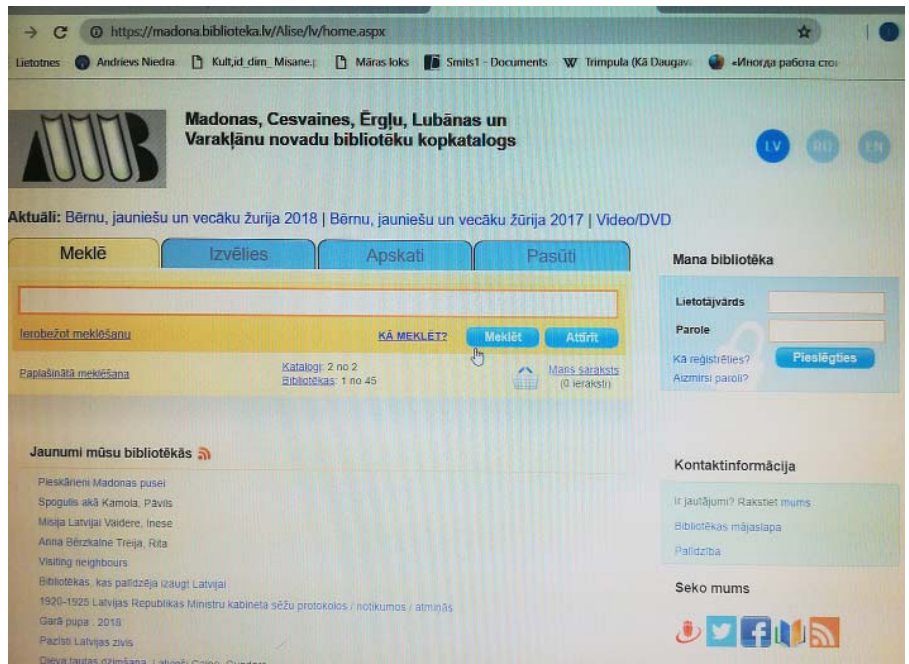 https://madona.biblioteka.lv/Alise/lv/home.aspx
Lietotnes Andrievs Niedra Kult,id_dim_Misane.p Māras loks Smits1 - Documents W Trimpula (Kā Daugav «Иногда работа сто
Madonas, Cesvaines, Ērgļu, Lubānas un
Varakļānu novadu bibliotēku kopkatalogs
LV RU EN
Aktuāli: Bērnu, jauniešu un vecāku žurija 2018 | Bērnu, jauniešu un vecāku žūrija 2017 | Video/DVD
Meklē Izvēlies Apskati Pasūti
Ierobežot meklēšanu KĀ MEKLĒT? Meklēt Attīrīt
Paplašinātā meklēšana Katalogi: 2 no 2 Mans saraksts
Bibliotēkas: 1 no 45 (0 ieraksti)
Mana bibliotēka
Lietotājvārds
Parole
Kā reģistrēties? Pieslēgties
Aizmirsi paroli?
Jaunumi mūsu bibliotēkās
Pieskārieni Madonas pusei
Spogulis akā Kamola, Pāvils
Misija Latvijai Vaidere, Inese
Anna Bērzkalne Treija, Rita
Visiting neighbours
Bibliotēkas, kas palīdzēja izaugt Latvijai
1920-1925 Latvijas Republikas Ministru kabineta sēžu protokolos / notikumos / atmiņās
Garā pupa : 2018
Pazīsti Latvijas zivis
Dieva tautas dzimšana
Kontaktinformācija
Ir jautājumi? Rakstiet mums
Bibliotēkas mājaslapa
Palīdzība
Seko mums